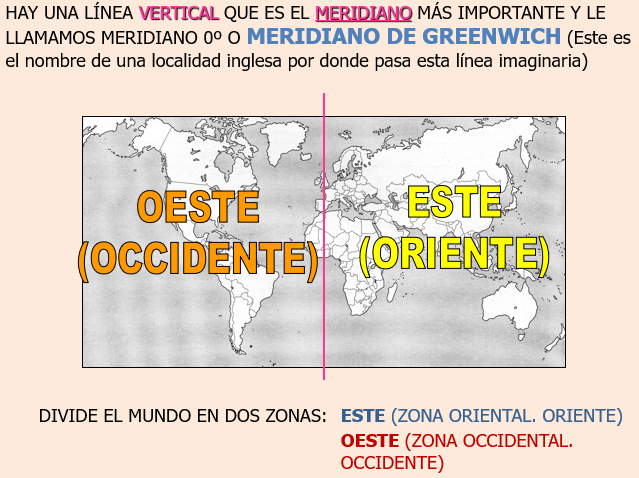 HAY UNA LÍNEA VERTICAL QUE ES EL MERIDIANO MÁS IMPORTANTE Y LE
LLAMAMOS MERIDIANO 0º O MERIDIANO DE GREENWICH (Este es
el nombre de una localidad inglesa por donde pasa esta línea imaginaria)
OESTE
(OCCIDENTE)
ESTE
(ORIENTE)
DIVIDE EL MUNDO EN DOS ZONAS: ESTE (ZONA ORIENTAL. ORIENTE)
OESTE (ZONA OCCIDENTAL.
OCCIDENTE)